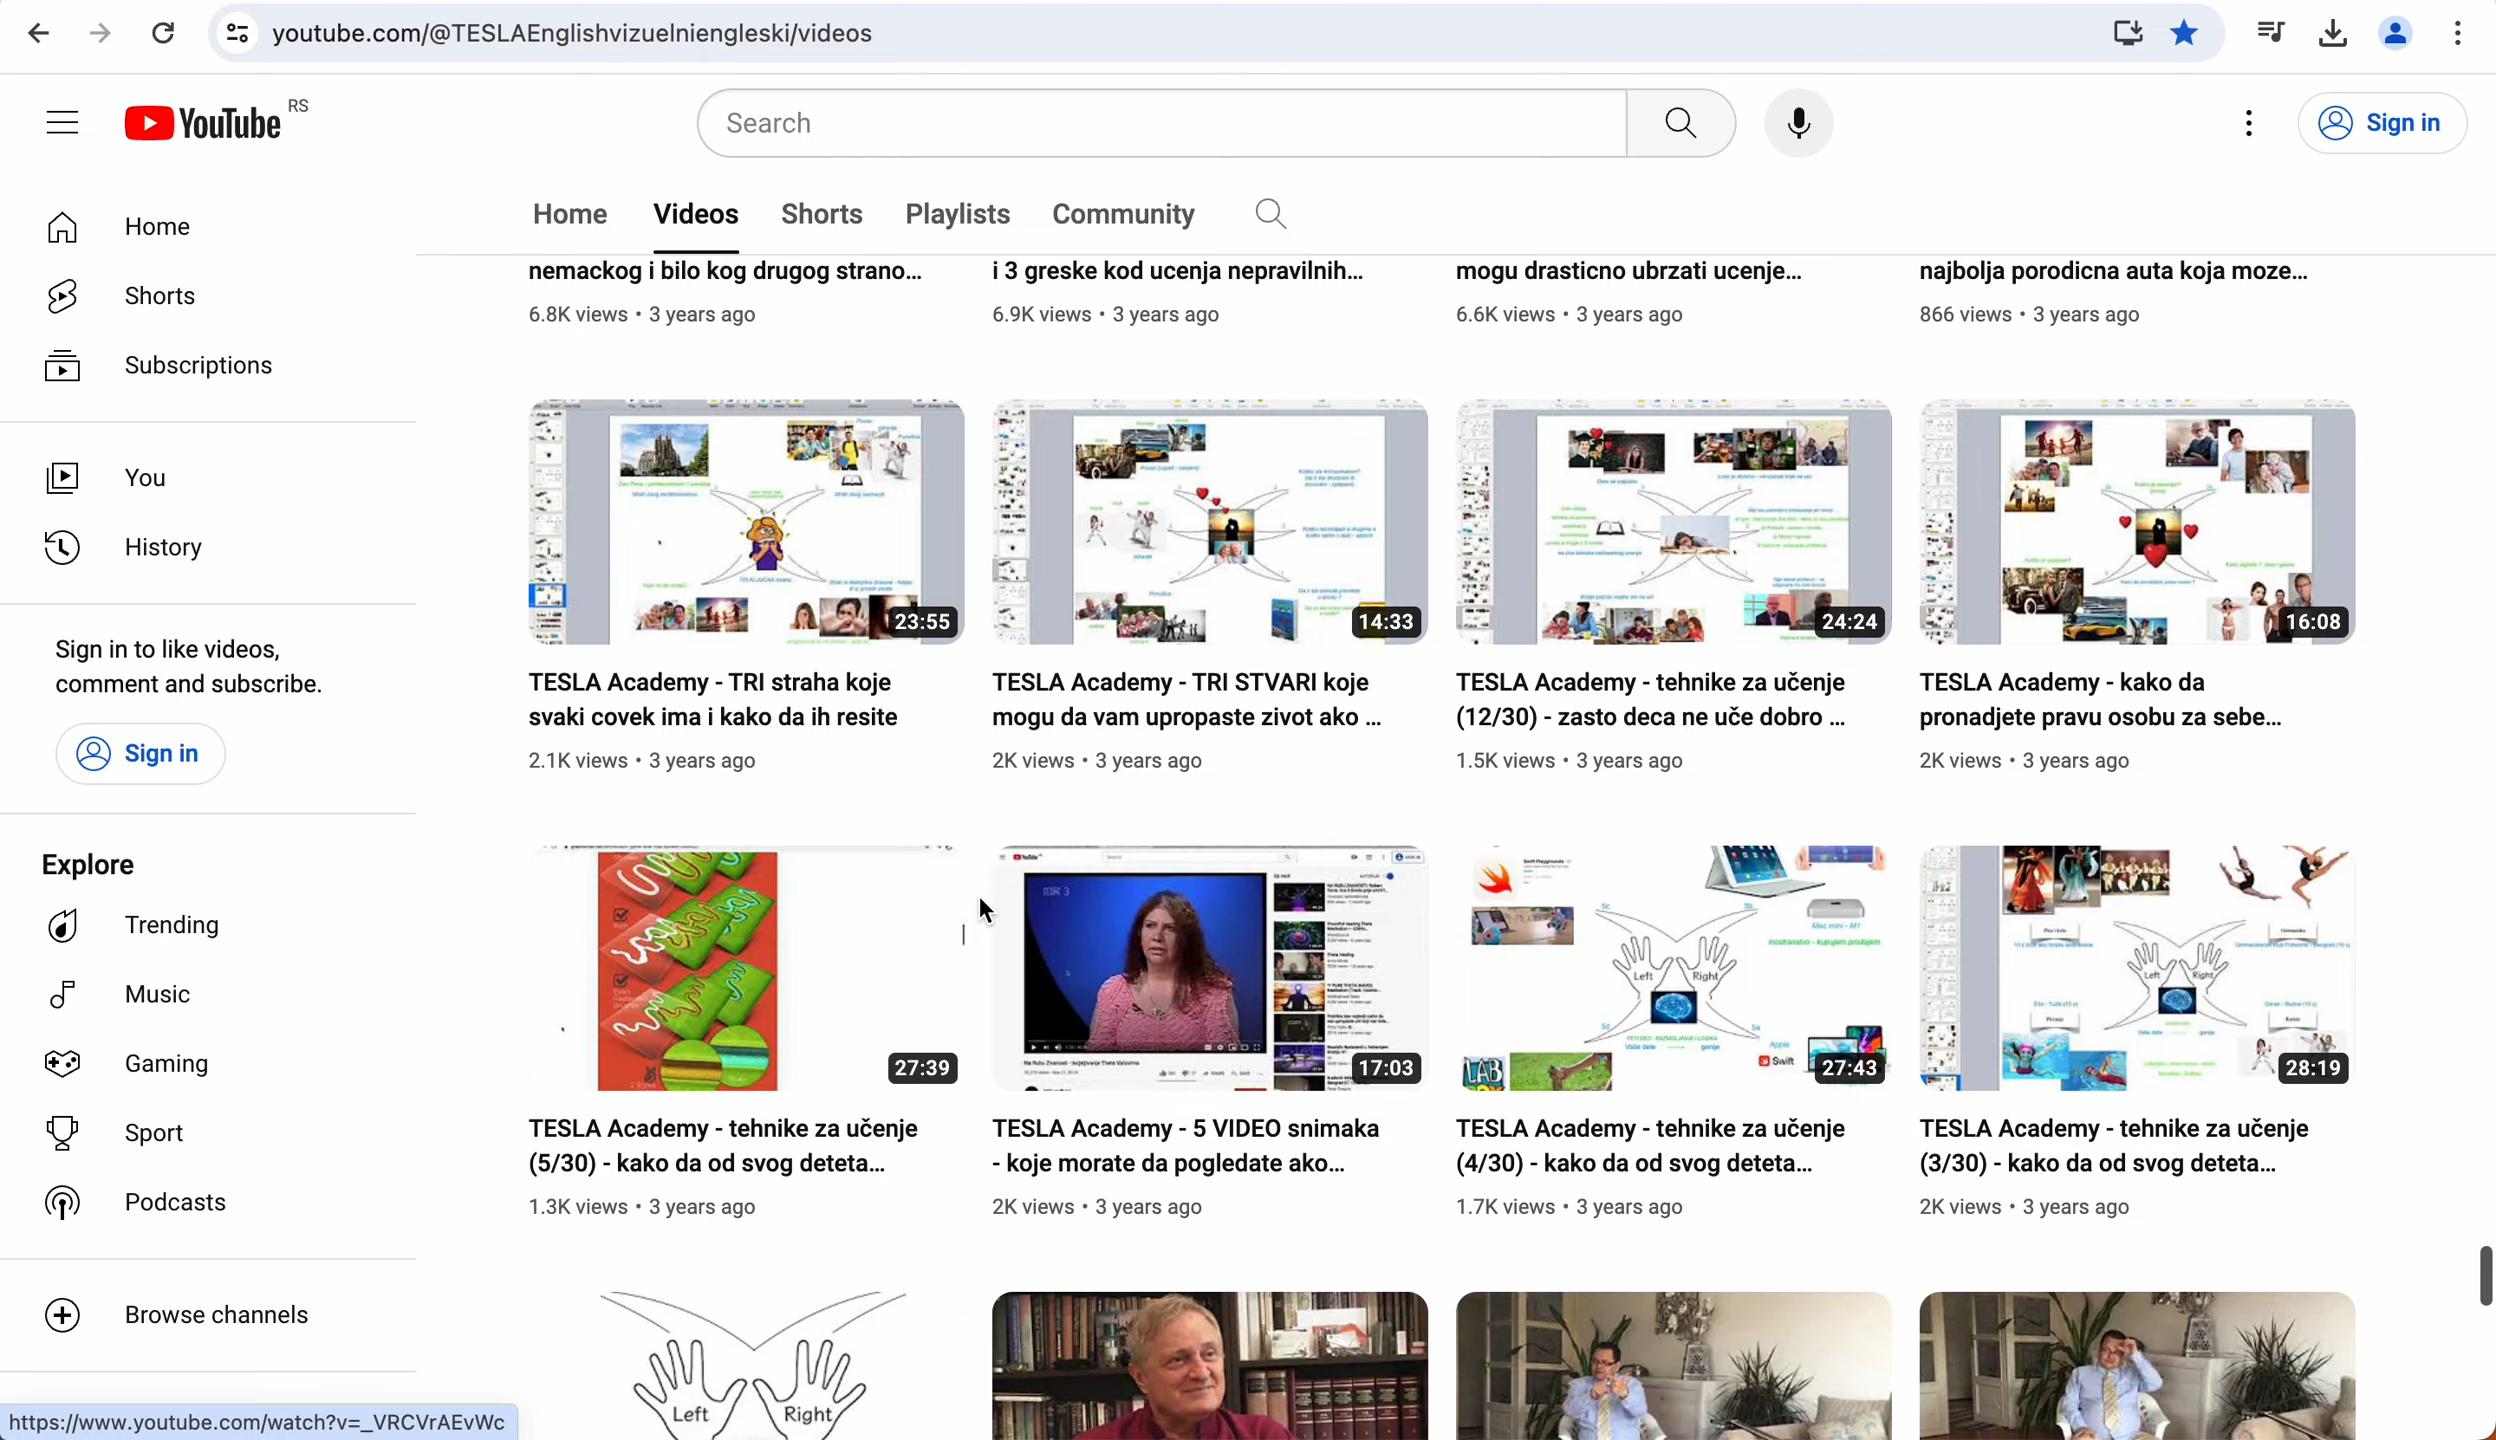 youtube.com/@TESLAEnglishvizuelniengleski/videos
YouTube RS
Search
Sign in
Home
Shorts
Subscriptions
You
History
Sign in to like videos,
comment and subscribe.
Sign in
Explore
Trending
Music
Gaming
Sport
Podcasts
Browse channels
Home Videos Shorts Playlists Community
nemackog i bilo kog drugog strano...
6.8K views • 3 years ago
i 3 greske kod ucenja nepravilnih...
6.9K views • 3 years ago
mogu drasticno ubrzati ucenje...
6.6K views • 3 years ago
najbolja porodicna auta koja moze...
866 views • 3 years ago
23:55
TESLA Academy - TRI straha koje
svaki covek ima i kako da ih resite
2.1K views • 3 years ago
14:33
TESLA Academy - TRI STVARI koje
mogu da vam upropaste zivot ako ...
2K views • 3 years ago
24:24
TESLA Academy - tehnike za učenje
(12/30) - zasto deca ne uče dobro ...
1.5K views • 3 years ago
16:08
TESLA Academy - kako da
pronadjete pravu osobu za sebe...
2K views • 3 years ago
27:39
TESLA Academy - tehnike za učenje
(5/30) - kako da od svog deteta...
1.3K views • 3 years ago
17:03
TESLA Academy - 5 VIDEO snimaka
- koje morate da pogledate ako...
2K views • 3 years ago
Mac mini - M1
Left Right
Apple
Swift
LAB
27:43
TESLA Academy - tehnike za učenje
(4/30) - kako da od svog deteta...
1.7K views • 3 years ago
Left Right
28:19
TESLA Academy - tehnike za učenje
(3/30) - kako da od svog deteta...
2K views • 3 years ago
Left Right
https://www.youtube.com/watch?v=_VRCVrAEvWc